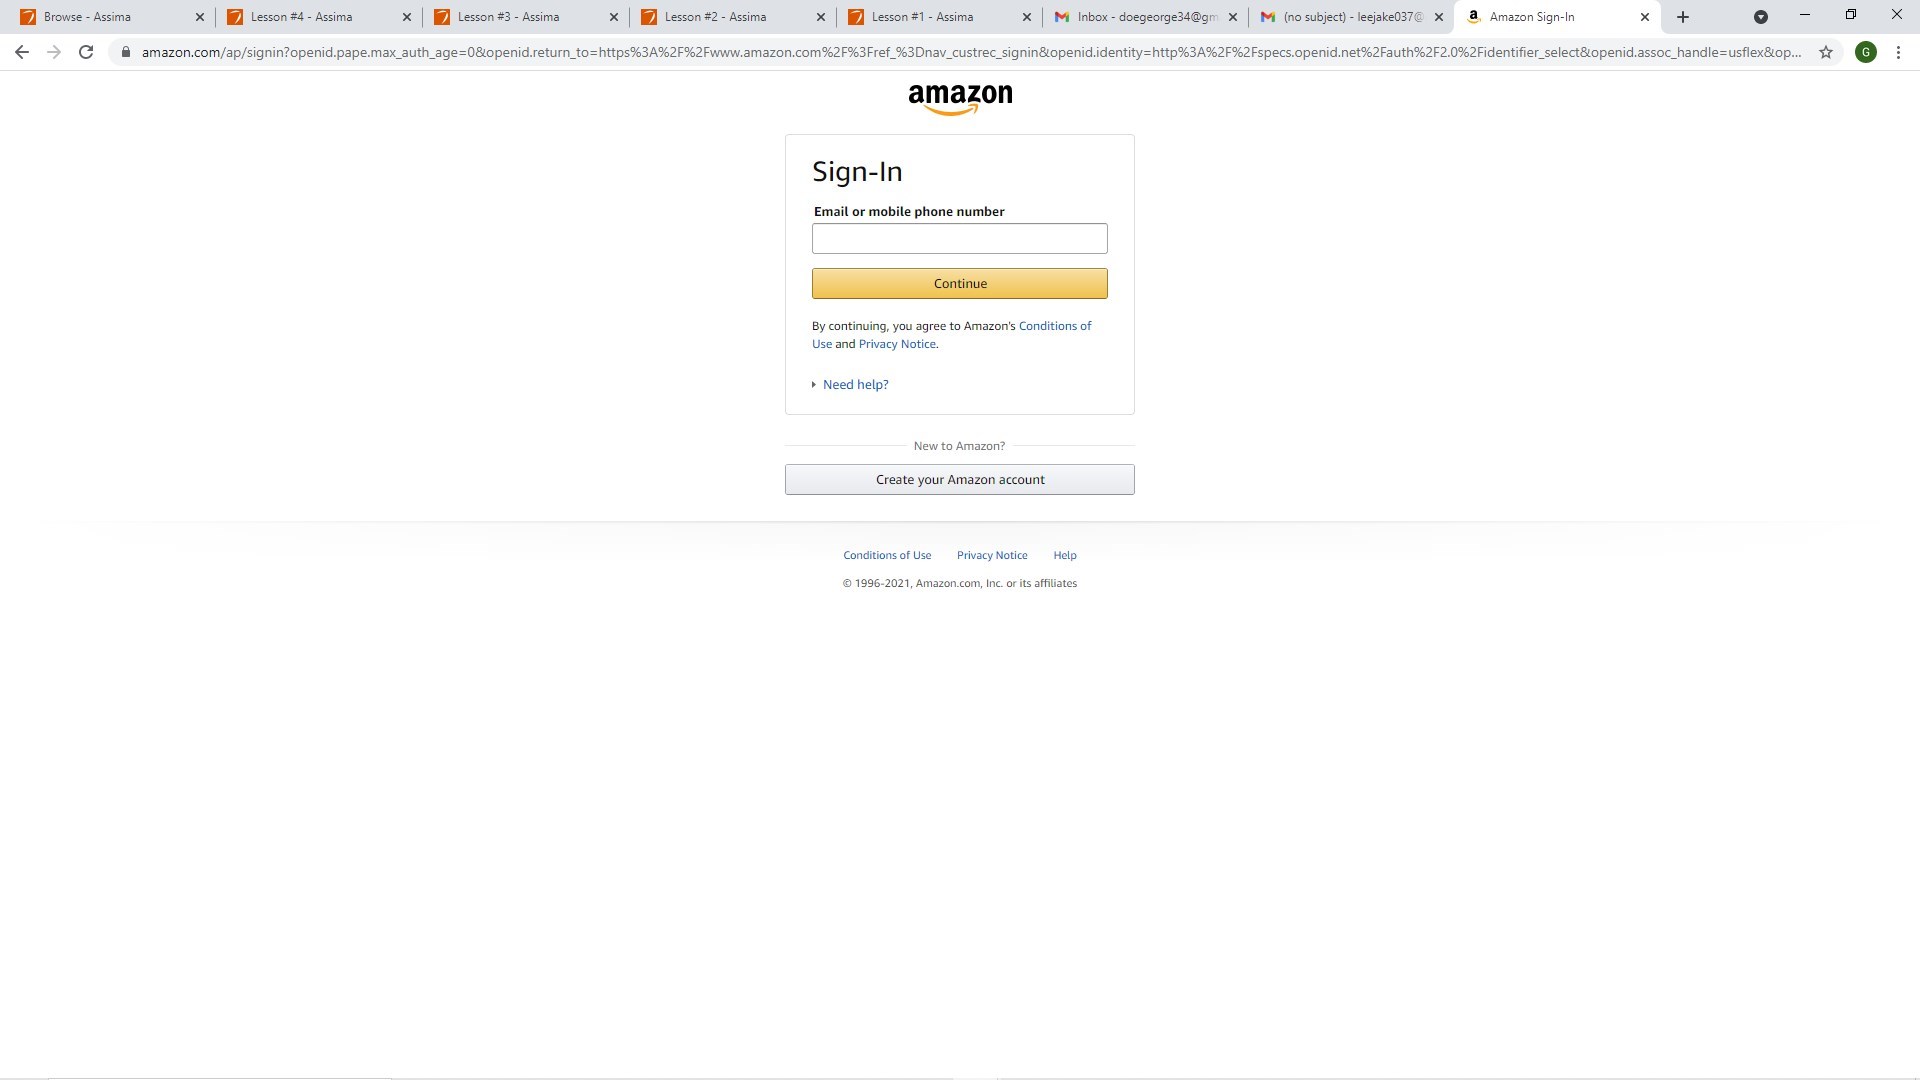 Browse - Assima
Lesson #4 - Assima
Lesson #3 - Assima
Lesson #2 - Assima
Lesson #1 - Assima
Inbox - doegeorge34@gm
(no subject) - leejake037@
Amazon Sign-In
amazon.com/ap/signin?openid.pape.max_auth_age=0&openid.return_to=https%3A%2F%2Fwww.amazon.com%2F%3Fref_%3Dnav_custrec_signin&openid.identity=http%3A%2F%2Fspecs.openid.net%2Fauth%2F2.0%2Fidentifier_select&openid.assoc_handle=usflex&op...
G
amazon
Sign-In
Email or mobile phone number
Continue
By continuing, you agree to Amazon's Conditions of
Use and Privacy Notice.
Need help?
New to Amazon?
Create your Amazon account
Conditions of Use Privacy Notice Help
© 1996-2021, Amazon.com, Inc. or its affiliates